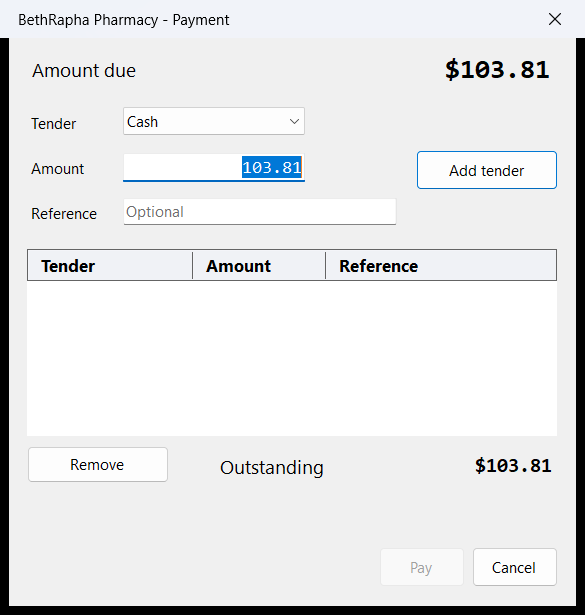 BethRapha Pharmacy - Payment
Amount due $103.81
Tender Cash
Amount 103.81 Add tender
Reference Optional
Tender Amount Reference
Remove Outstanding $103.81
Pay Cancel